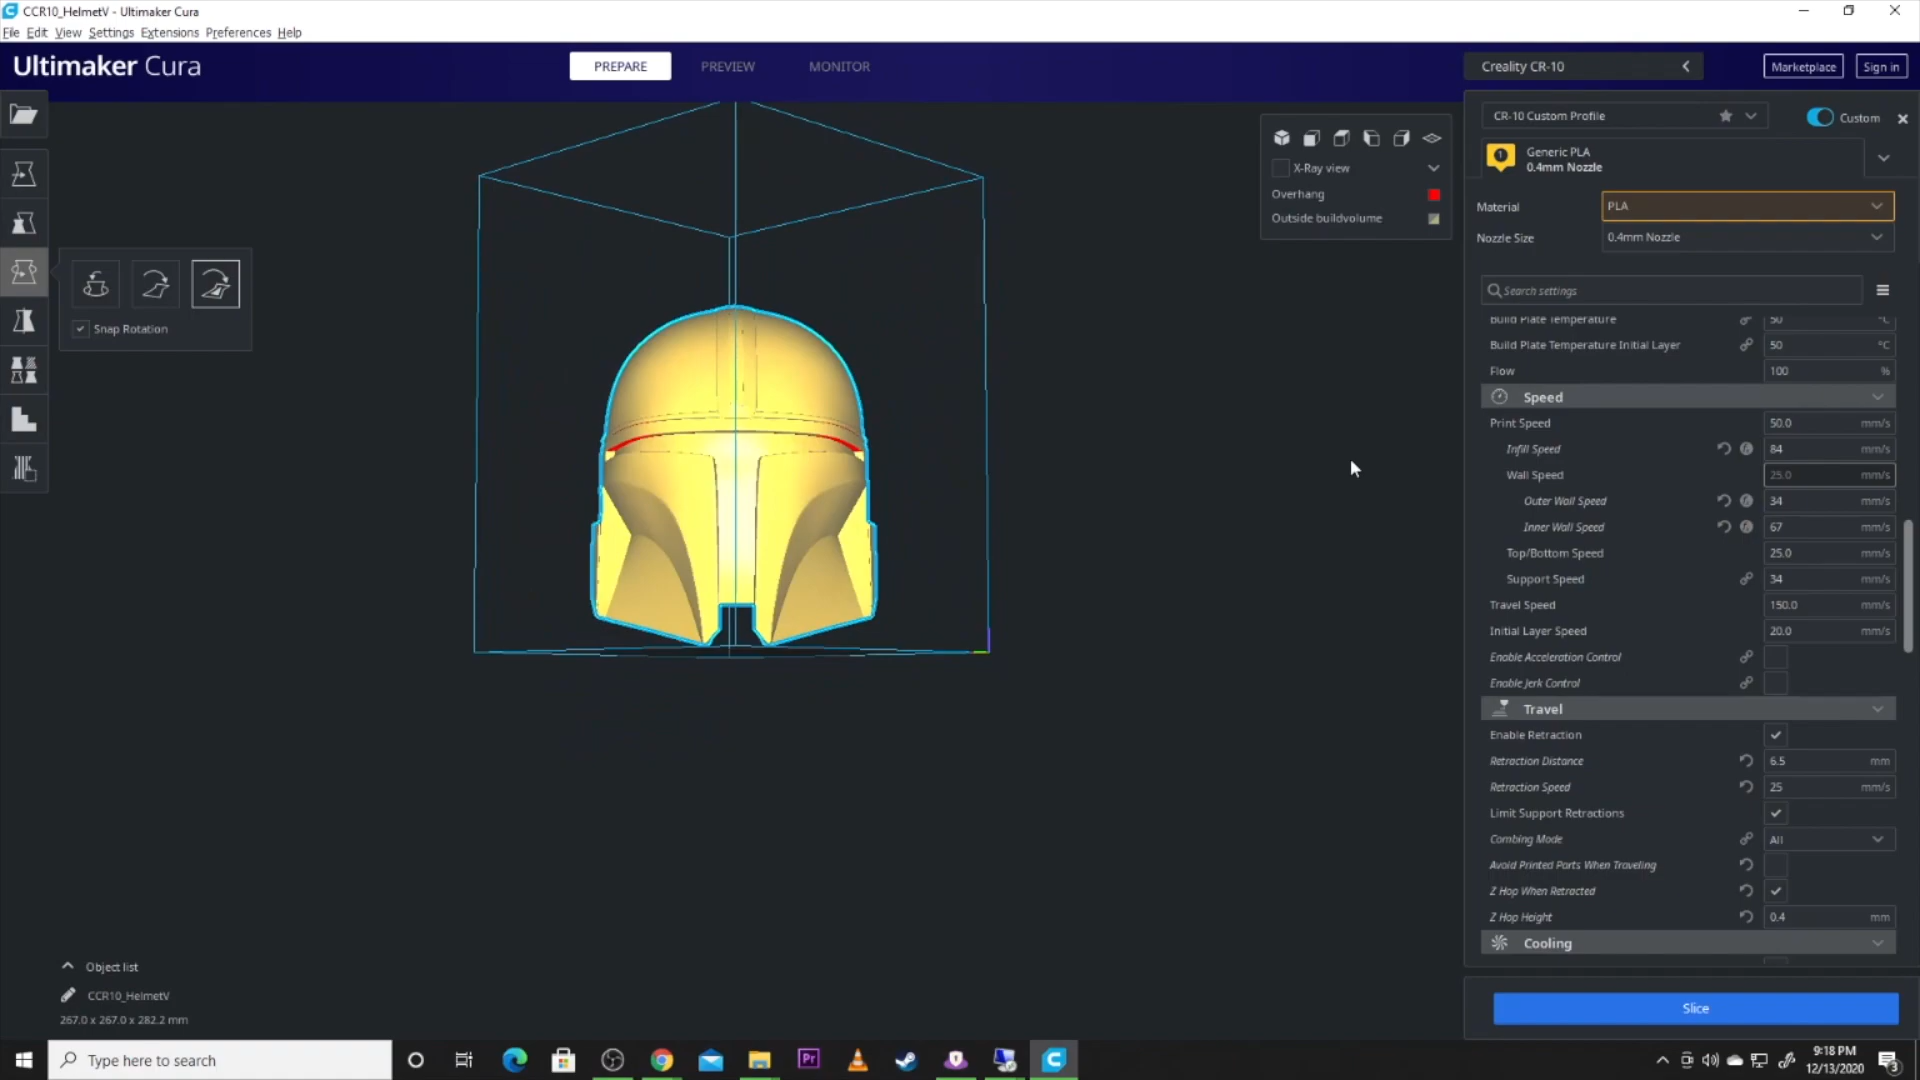 CCR10_HelmetV - Ultimaker Cura
File Edit View Settings Extensions Preferences Help
Ultimaker Cura
PREPARE
PREVIEW
MONITOR
Creality CR-10
Marketplace
Sign in
CR-10 Custom Profile
Custom
1
Generic PLA
0.4mm Nozzle
Material
PLA
Nozzle Size
0.4mm Nozzle
X-Ray view
Overhang
Outside buildvolume
Snap Rotation
Search settings
Build Plate Temperature 50 °C
Build Plate Temperature Initial Layer 50 °C
Flow 100 %
Speed
Print Speed 50.0 mm/s
Infill Speed 84 mm/s
Wall Speed 25.0 mm/s
Outer Wall Speed 34 mm/s
Inner Wall Speed 67 mm/s
Top/Bottom Speed 25.0 mm/s
Support Speed 34 mm/s
Travel Speed 150.0 mm/s
Initial Layer Speed 20.0 mm/s
Enable Acceleration Control
Enable Jerk Control
Travel
Enable Retraction
Retraction Distance 6.5 mm
Retraction Speed 25 mm/s
Limit Support Retractions
Combing Mode All
Avoid Printed Parts When Traveling
Z Hop When Retracted
Z Hop Height 0.4 mm
Cooling
Object list
CCR10_HelmetV
267.0 x 267.0 x 282.2 mm
Slice
Type here to search
Pr
9:18 PM
12/13/2020
3